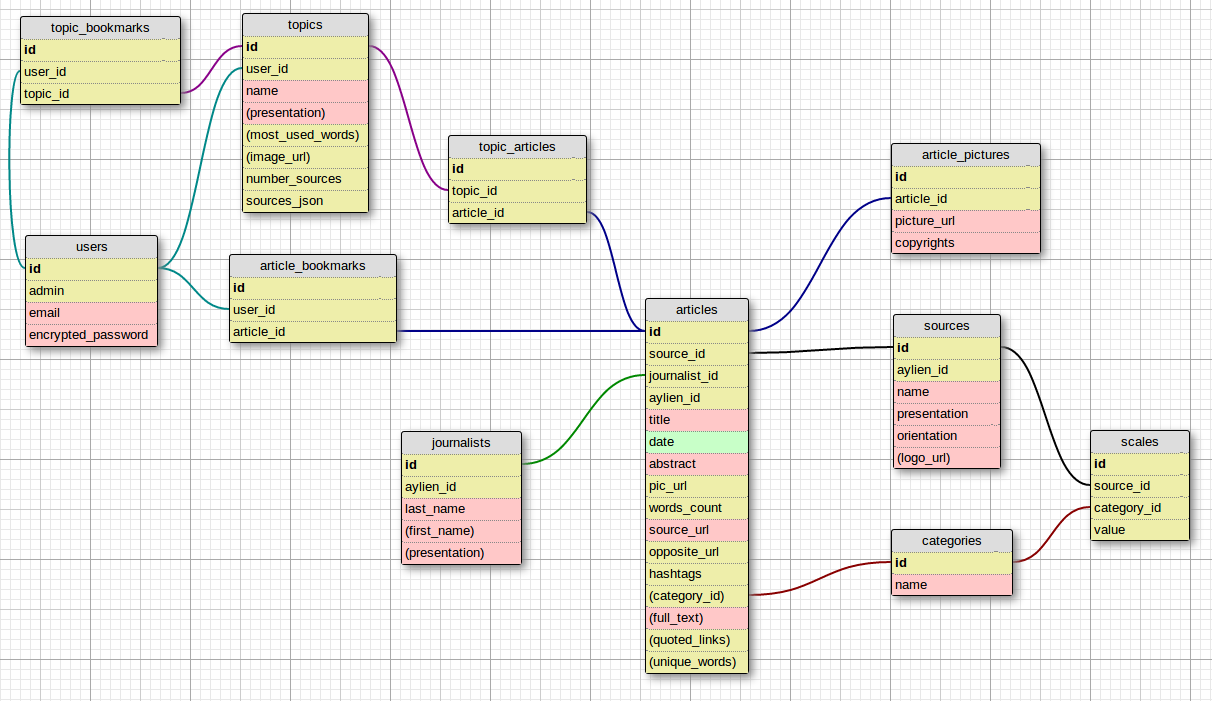 topic_bookmarks
id
user_id
topic_id
topics
id
user_id
name
(presentation)
(most_used_words)
(image_url)
number_sources
sources_json
topic_articles
id
topic_id
article_id
article_pictures
id
article_id
picture_url
copyrights
users
id
admin
email
encrypted_password
article_bookmarks
id
user_id
article_id
articles
id
source_id
journalist_id
aylien_id
title
date
abstract
pic_url
words_count
source_url
opposite_url
hashtags
(category_id)
(full_text)
(quoted_links)
(unique_words)
sources
id
aylien_id
name
presentation
orientation
(logo_url)
journalists
id
aylien_id
last_name
(first_name)
(presentation)
scales
id
source_id
category_id
value
categories
id
name